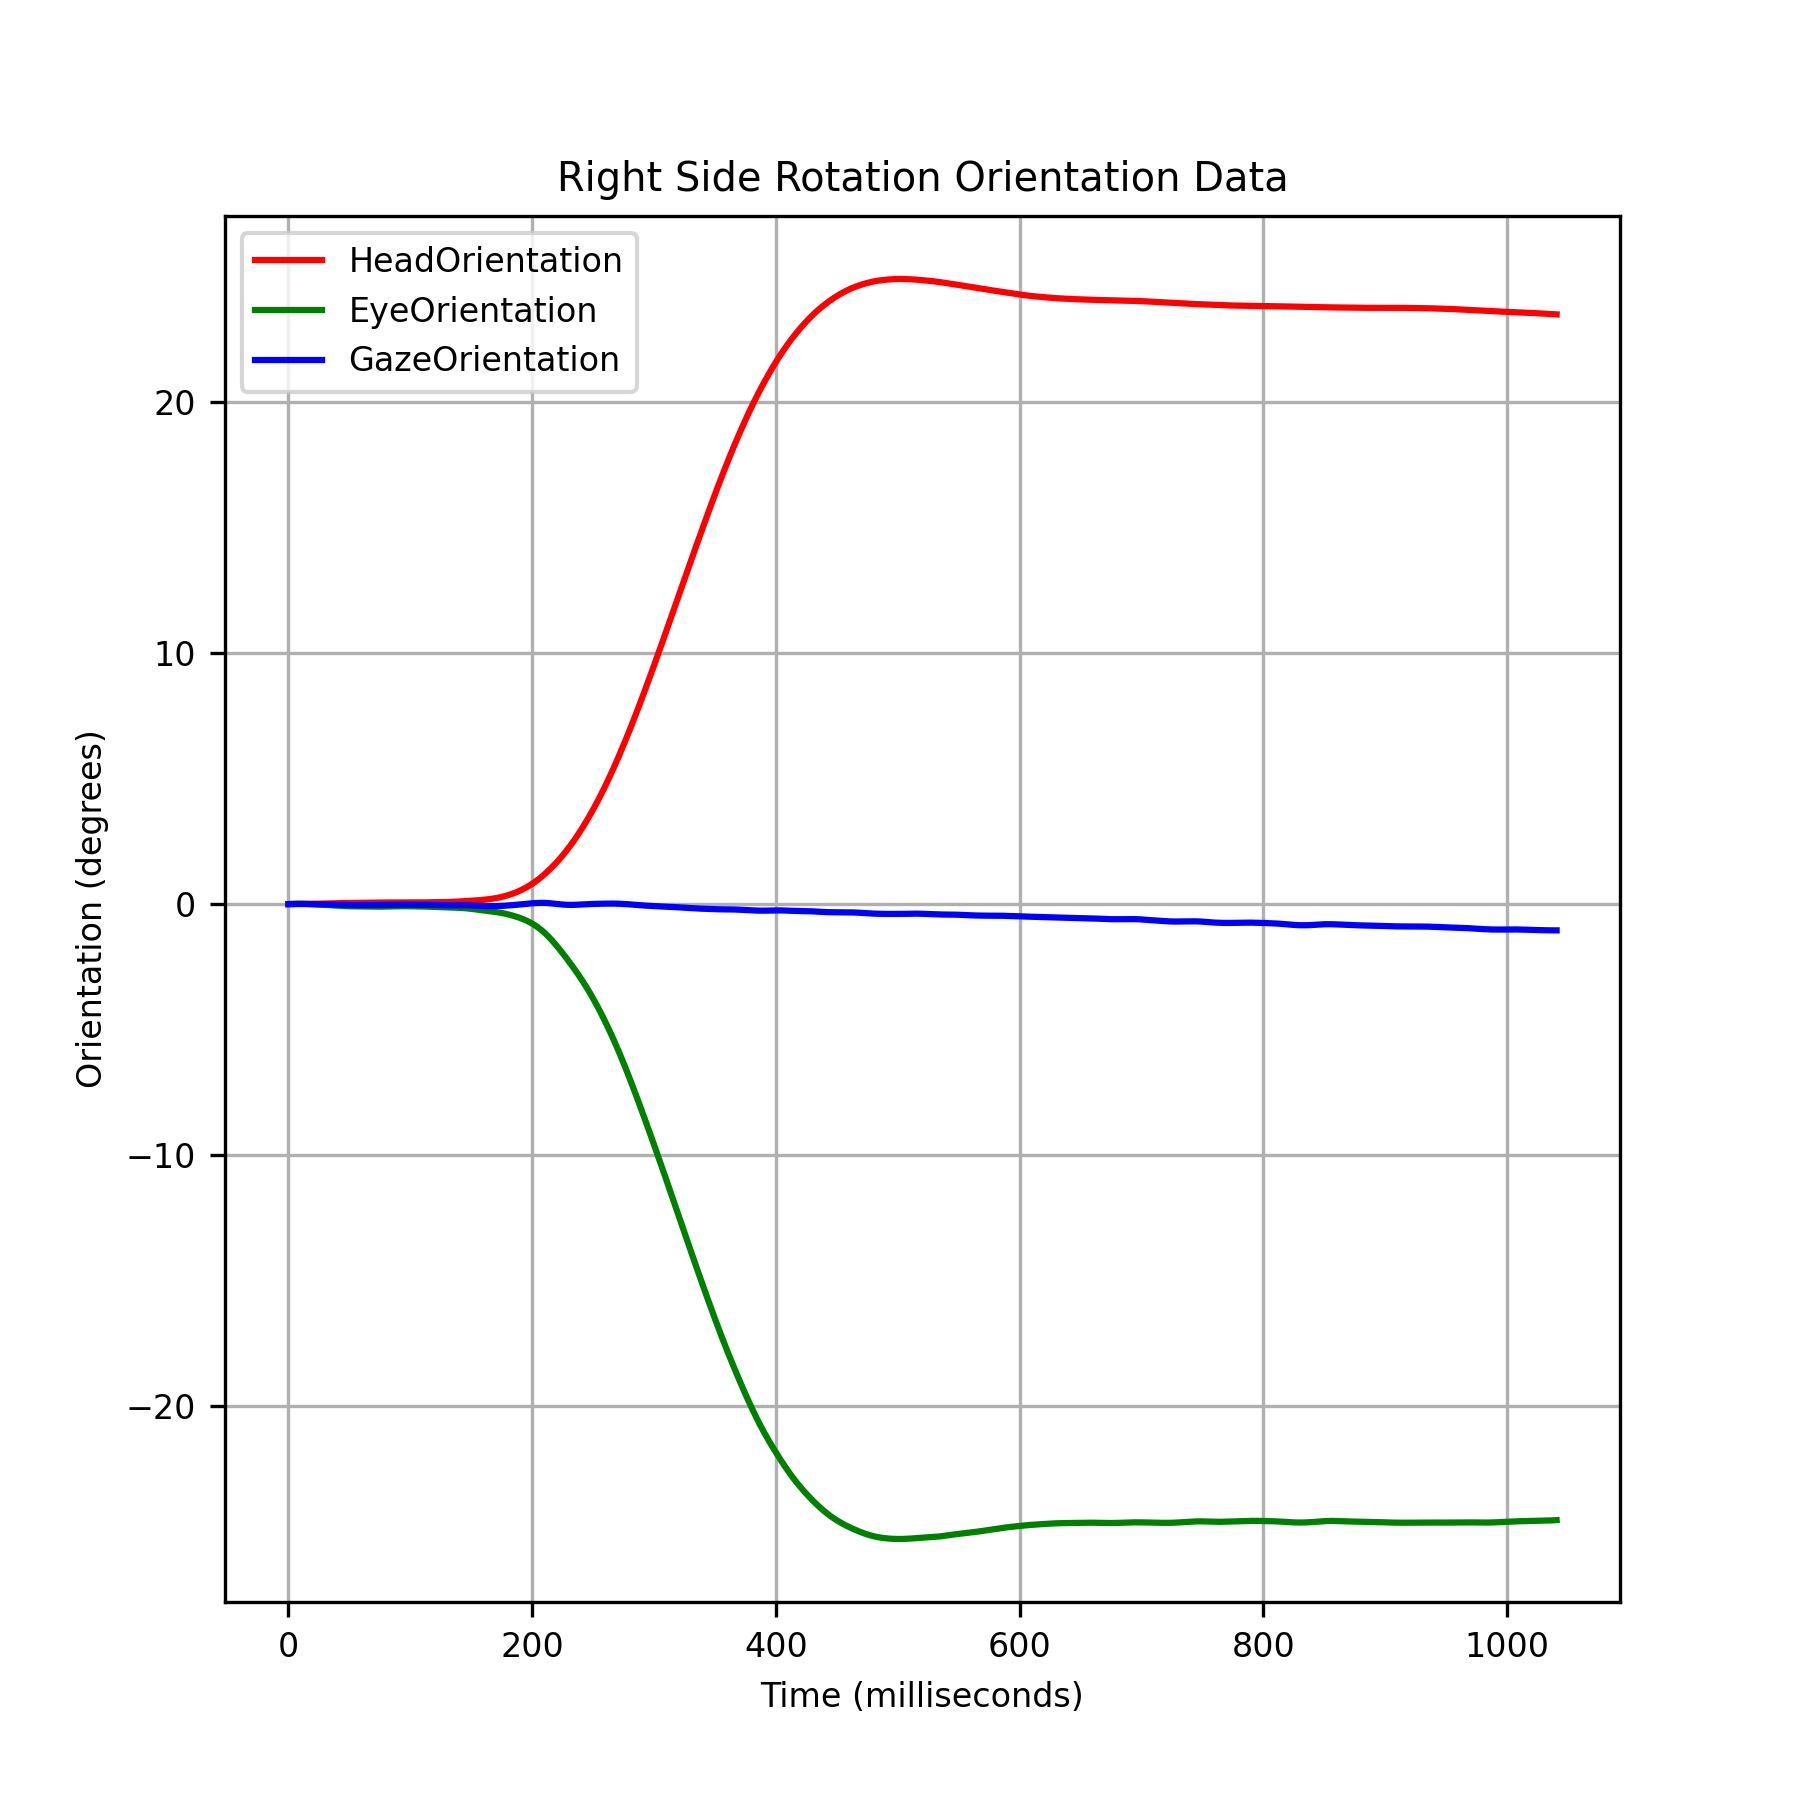 Right Side Rotation Orientation Data
HeadOrientation
EyeOrientation
GazeOrientation
20
10
0
−10
−20
Orientation (degrees)
0 200 400 600 800 1000
Time (milliseconds)